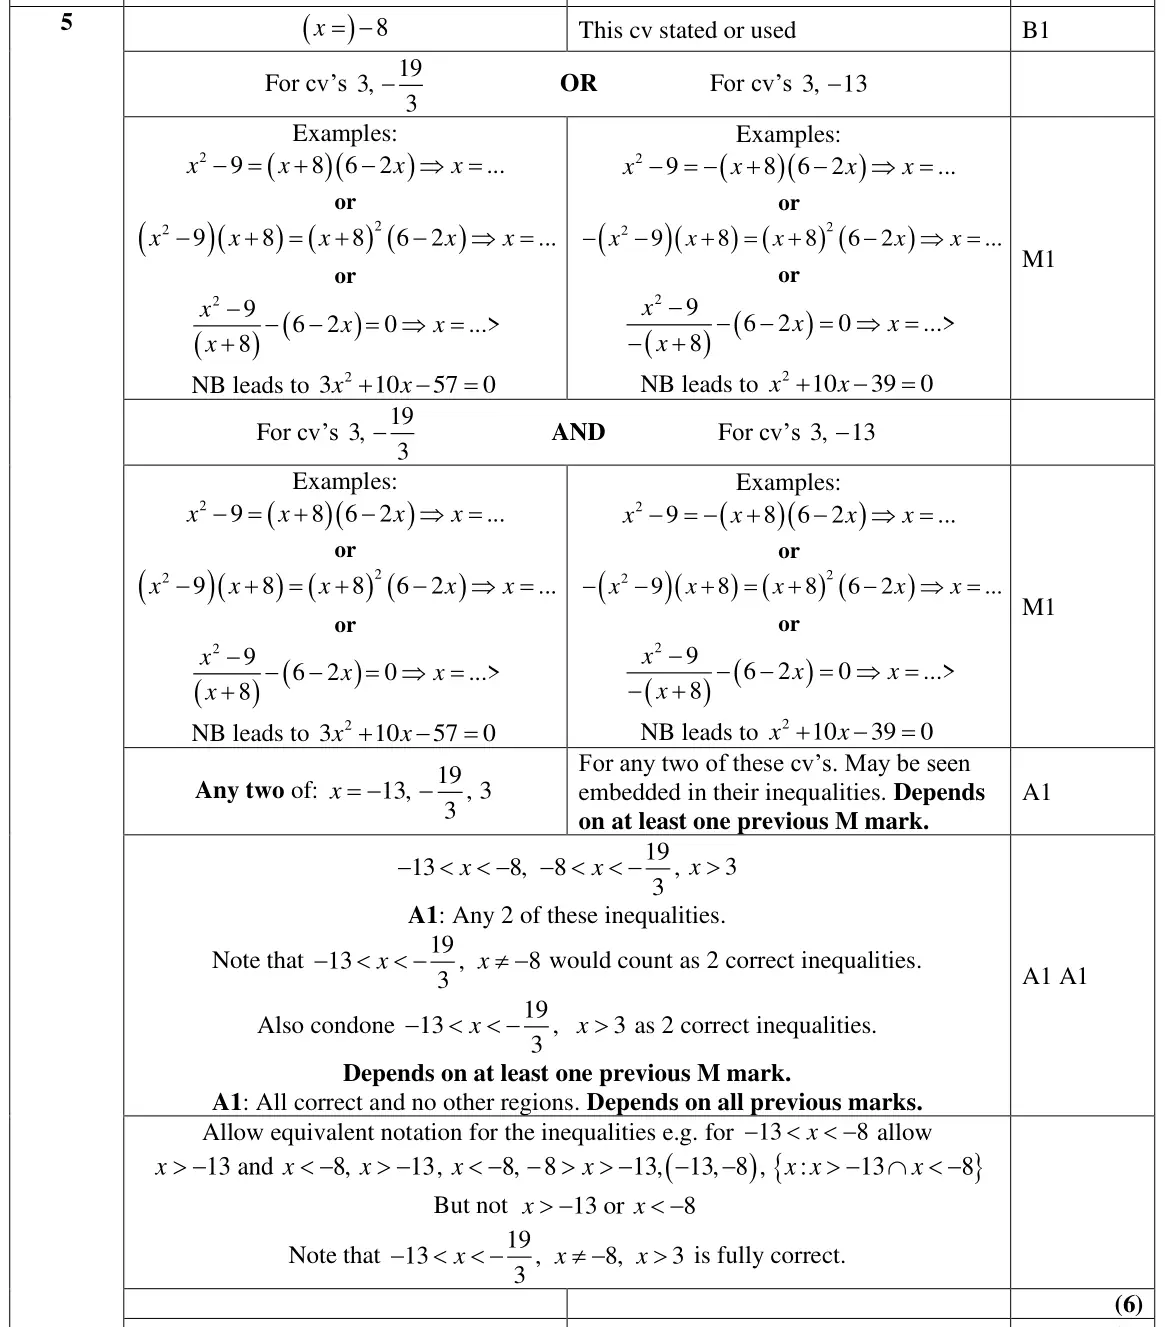 5 (x =) −8 This cv stated or used B1
For cv's 3, −19/3 OR For cv's 3, −13
Examples: Examples:
x² − 9 = (x + 8)(6 − 2x) ⇒ x = ... x² − 9 = −(x + 8)(6 − 2x) ⇒ x = ...
or or
(x² − 9)(x + 8) = (x + 8)² (6 − 2x) ⇒ x = ... −(x² − 9)(x + 8) = (x + 8)² (6 − 2x) ⇒ x = ...
M1
or or
(x² − 9)/(x + 8) − (6 − 2x) = 0 ⇒ x = ...> (x² − 9)/−(x + 8) − (6 − 2x) = 0 ⇒ x = ...>
NB leads to 3x² + 10x − 57 = 0 NB leads to x² + 10x − 39 = 0
For cv's 3, −19/3 AND For cv's 3, −13
Examples: Examples:
x² − 9 = (x + 8)(6 − 2x) ⇒ x = ... x² − 9 = −(x + 8)(6 − 2x) ⇒ x = ...
or or
(x² − 9)(x + 8) = (x + 8)² (6 − 2x) ⇒ x = ... −(x² − 9)(x + 8) = (x + 8)² (6 − 2x) ⇒ x = ...
M1
or or
(x² − 9)/(x + 8) − (6 − 2x) = 0 ⇒ x = ...> (x² − 9)/−(x + 8) − (6 − 2x) = 0 ⇒ x = ...>
NB leads to 3x² + 10x − 57 = 0 NB leads to x² + 10x − 39 = 0
Any two of: x = −13, −19/3, 3
For any two of these cv's. May be seen
embedded in their inequalities. Depends
on at least one previous M mark.
A1
−13 < x < −8, −8 < x < −19/3, x > 3
A1: Any 2 of these inequalities.
Note that −13 < x < −19/3, x ≠ −8 would count as 2 correct inequalities.
A1 A1
Also condone −13 < x < −19/3, x > 3 as 2 correct inequalities.
Depends on at least one previous M mark.
A1: All correct and no other regions. Depends on all previous marks.
Allow equivalent notation for the inequalities e.g. for −13 < x < −8 allow
x > −13 and x < −8, x > −13, x < −8, −8 > x > −13, (−13, −8), {x : x > −13 ∩ x < −8}
But not x > −13 or x < −8
Note that −13 < x < −19/3, x ≠ −8, x > 3 is fully correct.
(6)